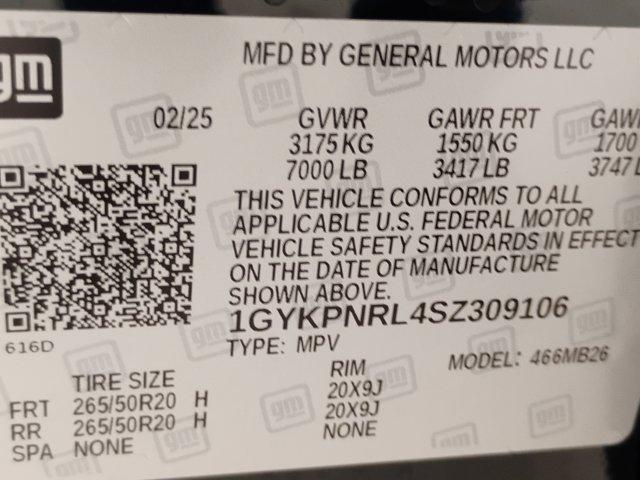 gm
MFD BY GENERAL MOTORS LLC
02/25 GVWR GAWR FRT GAW
3175 KG 1550 KG 1700
7000 LB 3417 LB 3747 L
THIS VEHICLE CONFORMS TO ALL
APPLICABLE U.S. FEDERAL MOTOR
VEHICLE SAFETY STANDARDS IN EFFECT
ON THE DATE OF MANUFACTURE
SHOWN ABOVE.
1GYKPNRL4SZ309106
616D
TYPE: MPV MODEL: 466MB26
TIRE SIZE RIM
FRT 265/50R20 H 20X9J
RR 265/50R20 H 20X9J
SPA NONE NONE